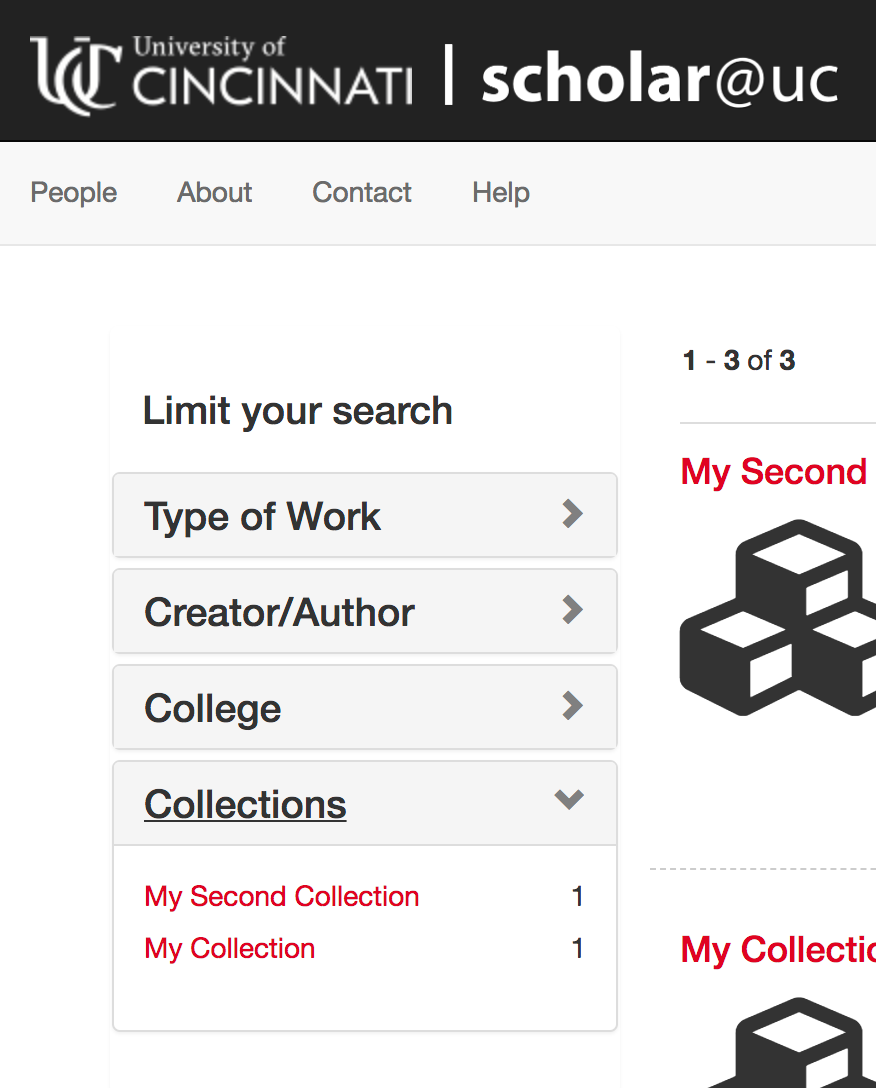 University of
CINCINNATI | scholar@uc
People About Contact Help
1 - 3 of 3
Limit your search
Type of Work
Creator/Author
College
Collections
My Second Collection 1
My Collection 1
My Second
My Collectio